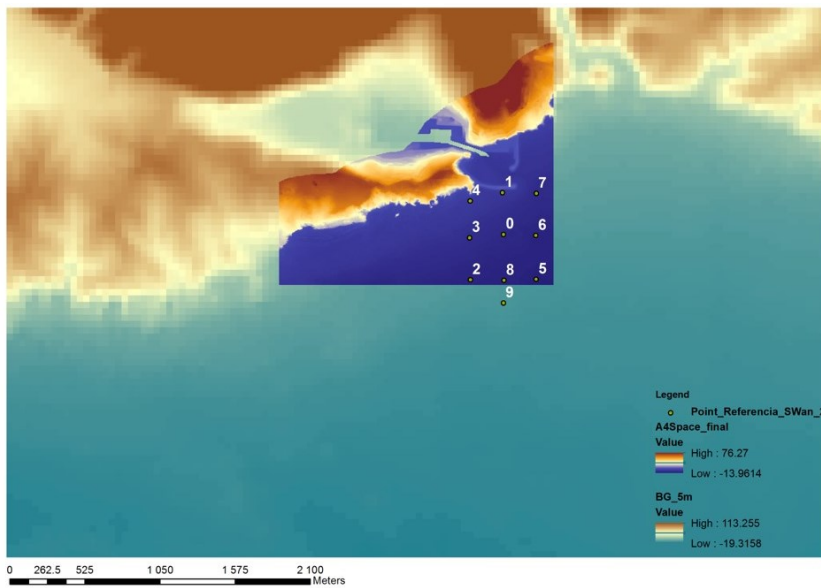 1
7
4
0
3
6
2
8
5
9
Legend
Point_Referencia_SWan_
A4Space_final
Value
High : 76.27
Low : -13.9614
BG_5m
Value
High : 113.255
Low : -19.3158
0 262.5 525 1 050 1 575 2 100
Meters